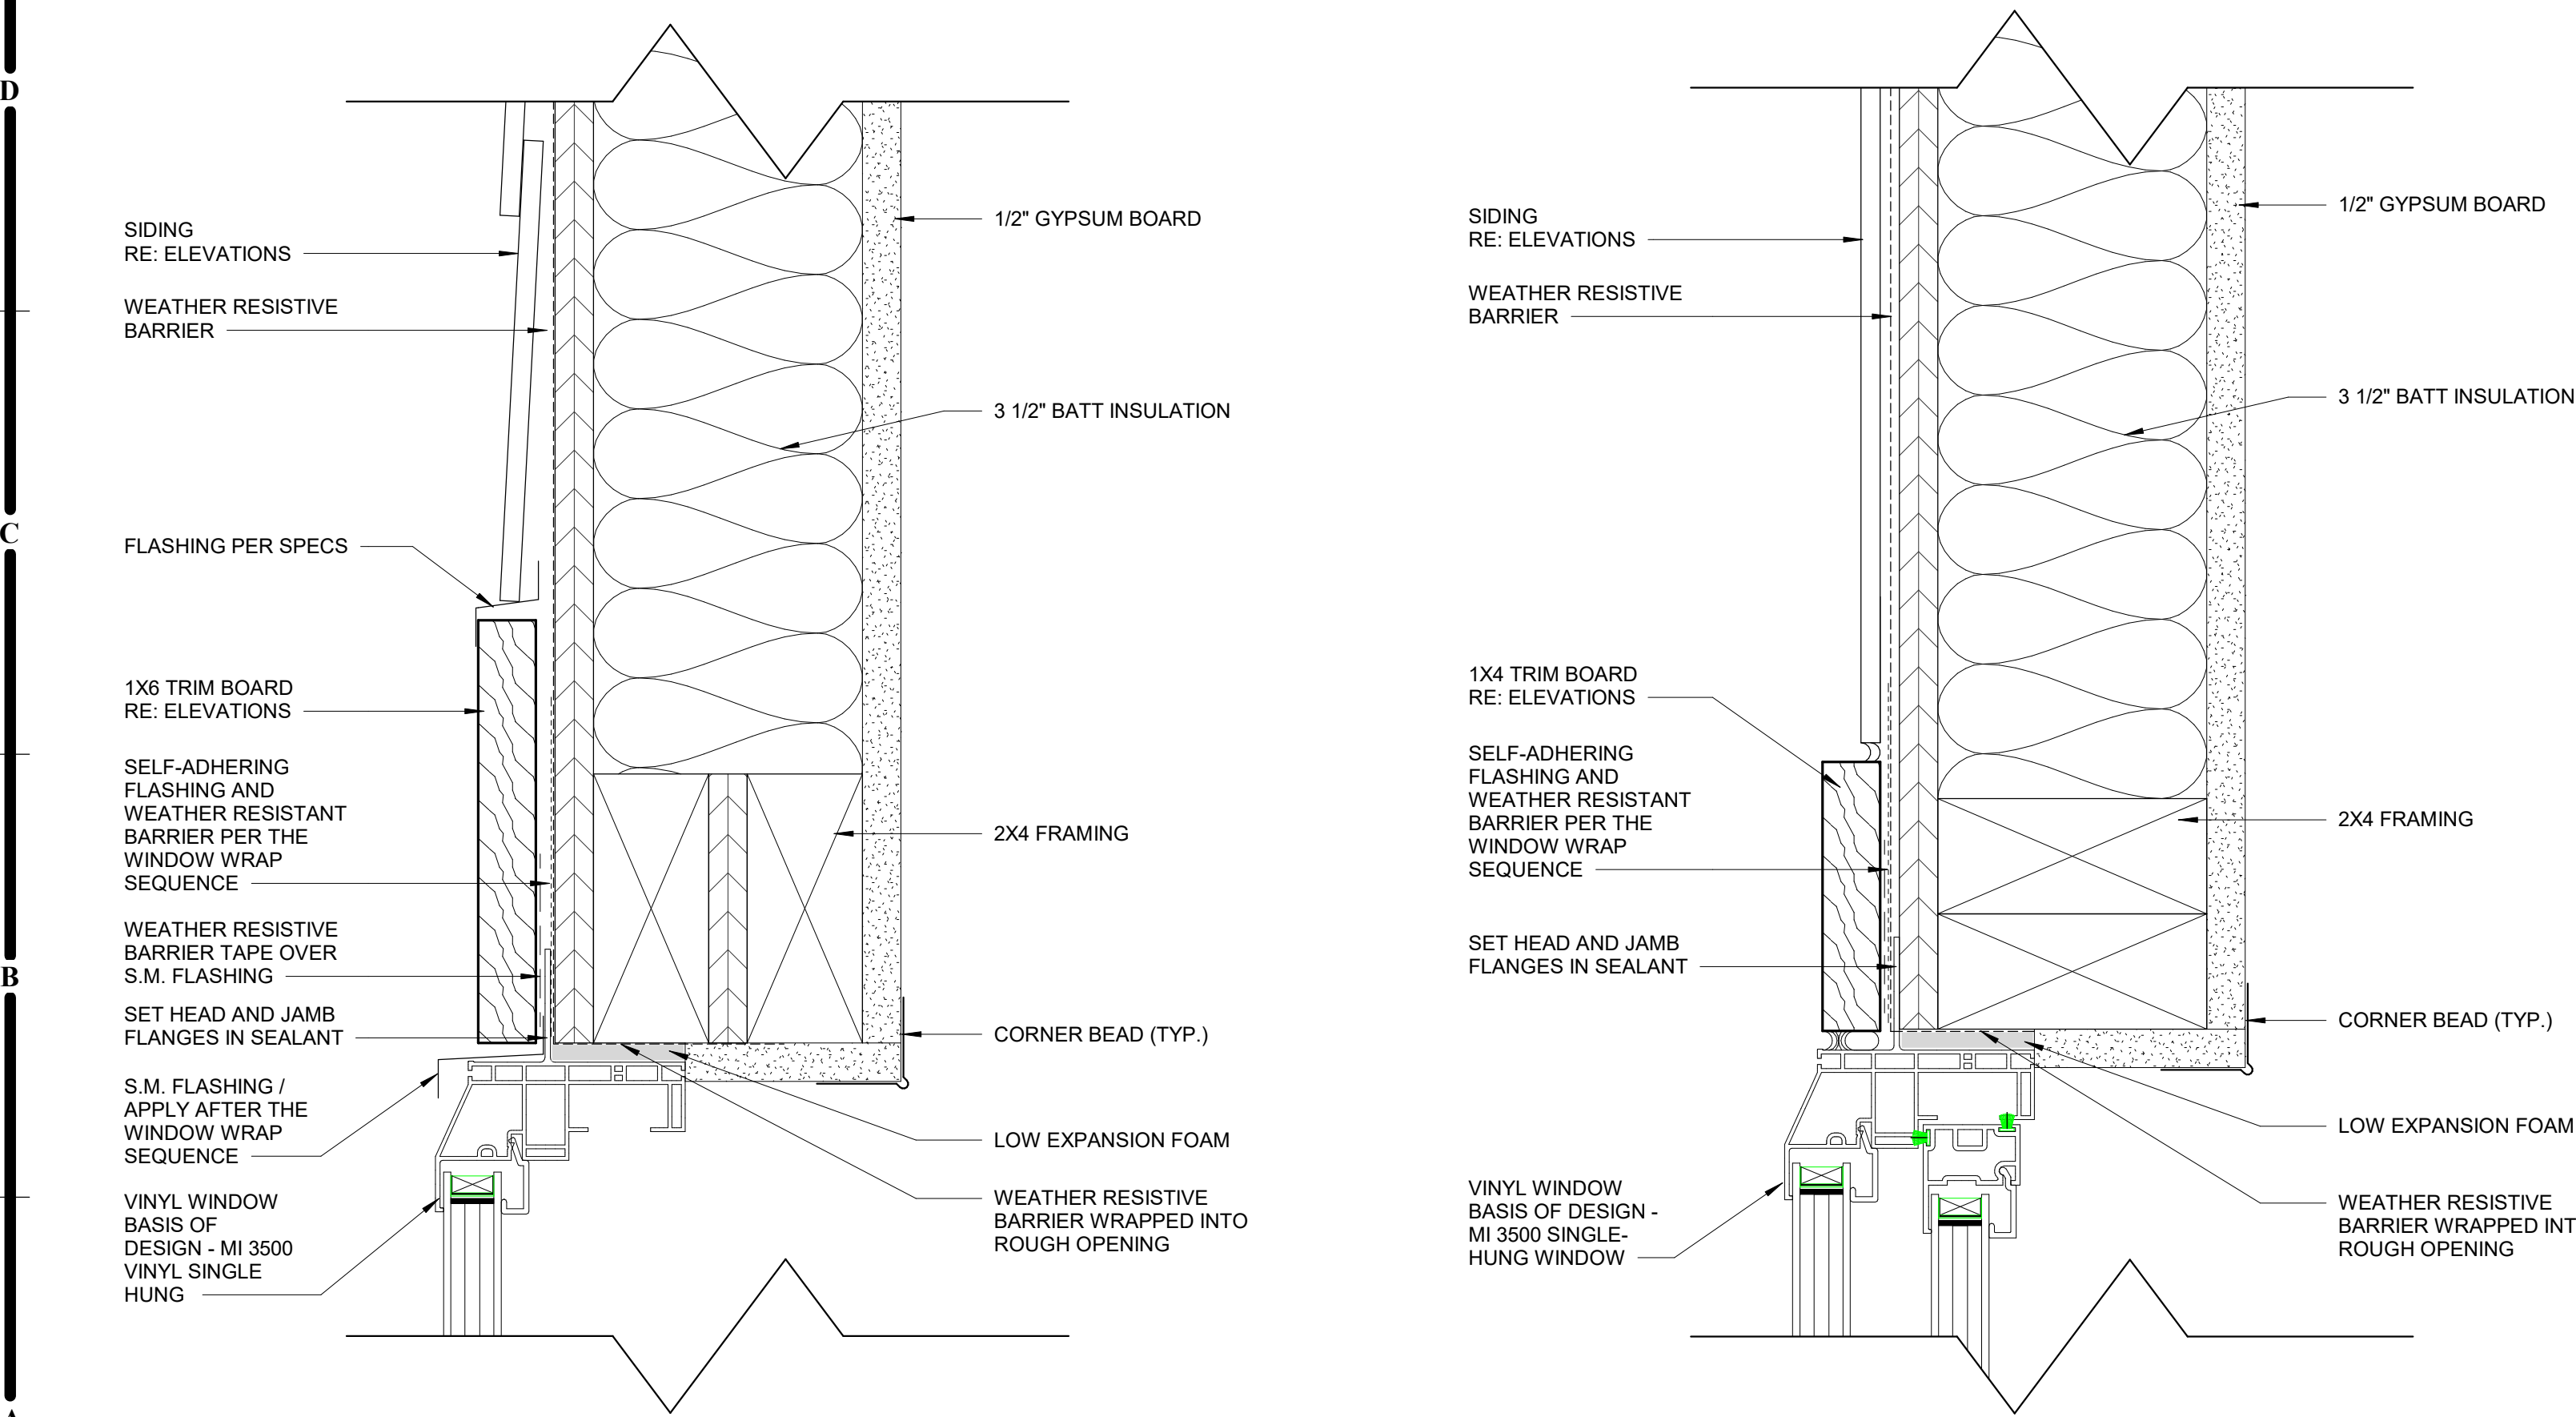 D
C
B
SIDING
RE: ELEVATIONS
WEATHER RESISTIVE
BARRIER
FLASHING PER SPECS
1X6 TRIM BOARD
RE: ELEVATIONS
SELF-ADHERING
FLASHING AND
WEATHER RESISTANT
BARRIER PER THE
WINDOW WRAP
SEQUENCE
WEATHER RESISTIVE
BARRIER TAPE OVER
S.M. FLASHING
SET HEAD AND JAMB
FLANGES IN SEALANT
S.M. FLASHING /
APPLY AFTER THE
WINDOW WRAP
SEQUENCE
VINYL WINDOW
BASIS OF
DESIGN - MI 3500
VINYL SINGLE
HUNG
1/2" GYPSUM BOARD
3 1/2" BATT INSULATION
2X4 FRAMING
CORNER BEAD (TYP.)
LOW EXPANSION FOAM
WEATHER RESISTIVE
BARRIER WRAPPED INTO
ROUGH OPENING
SIDING
RE: ELEVATIONS
WEATHER RESISTIVE
BARRIER
1X4 TRIM BOARD
RE: ELEVATIONS
SELF-ADHERING
FLASHING AND
WEATHER RESISTANT
BARRIER PER THE
WINDOW WRAP
SEQUENCE
SET HEAD AND JAMB
FLANGES IN SEALANT
VINYL WINDOW
BASIS OF DESIGN -
MI 3500 SINGLE-
HUNG WINDOW
1/2" GYPSUM BOARD
3 1/2" BATT INSULATION
2X4 FRAMING
CORNER BEAD (TYP.)
LOW EXPANSION FOAM
WEATHER RESISTIVE
BARRIER WRAPPED INT
ROUGH OPENING